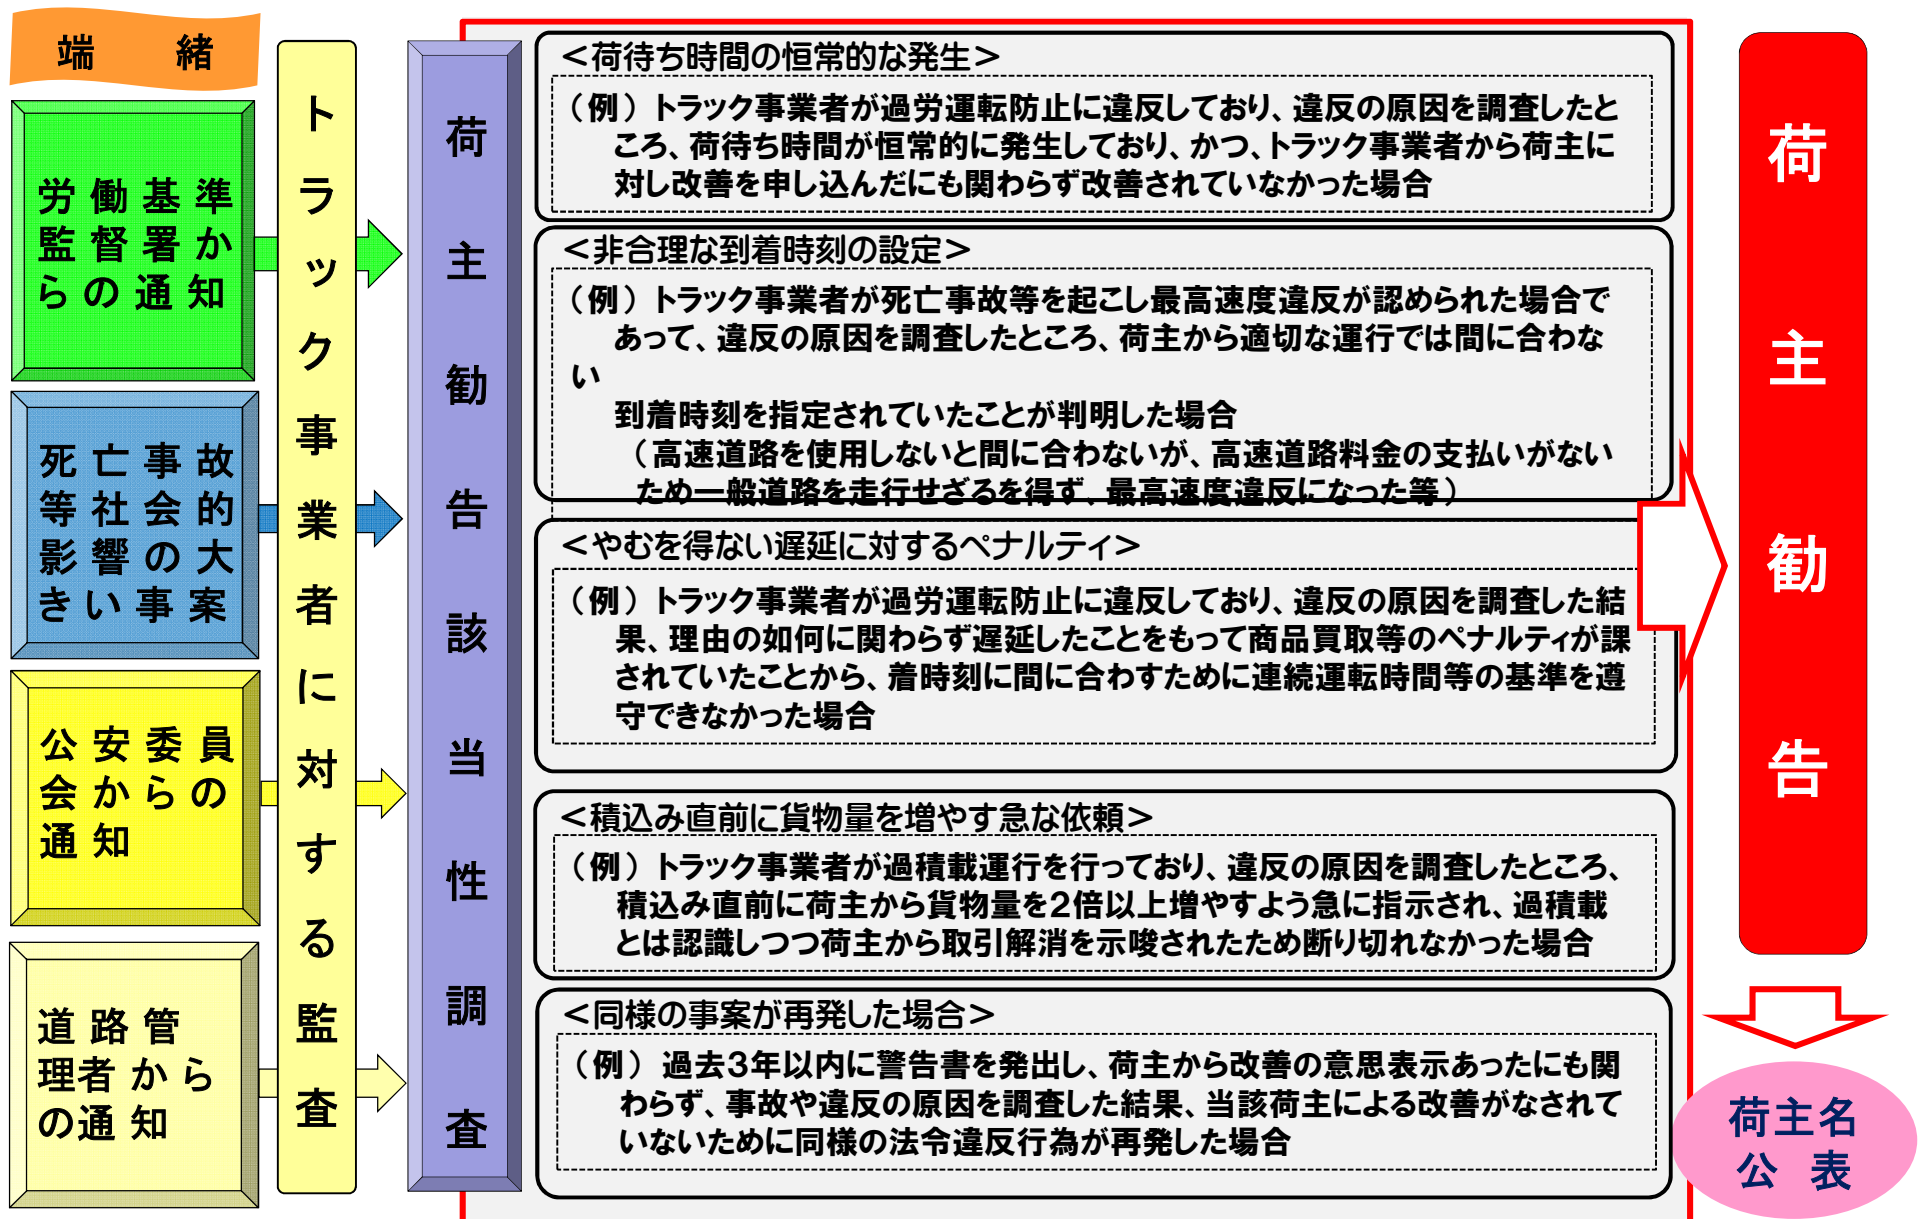 端　緒
労働基準
監督署か
らの通知
死亡事故
等社会的
影響の大
きい事案
公安委員
会からの
通知
道路管
理者から
の通知
トラック事業者に対する監査
荷主勧告該当性調査
＜荷待ち時間の恒常的な発生＞
（例）トラック事業者が過労運転防止に違反しており、違反の原因を調査したと
ころ、荷待ち時間が恒常的に発生しており、かつ、トラック事業者から荷主に
対し改善を申し込んだにも関わらず改善されていなかった場合
＜非合理な到着時刻の設定＞
（例）トラック事業者が死亡事故等を起こし最高速度違反が認められた場合で
あって、違反の原因を調査したところ、荷主から適切な運行では間に合わな
い
到着時刻を指定されていたことが判明した場合
（高速道路を使用しないと間に合わないが、高速道路料金の支払いがない
ため一般道路を走行せざるを得ず、最高速度違反になった等）
＜やむを得ない遅延に対するペナルティ＞
（例）トラック事業者が過労運転防止に違反しており、違反の原因を調査した結
果、理由の如何に関わらず遅延したことをもって商品買取等のペナルティが課
されていたことから、着時刻に間に合わすために連続運転時間等の基準を遵
守できなかった場合
＜積込み直前に貨物量を増やす急な依頼＞
（例）トラック事業者が過積載運行を行っており、違反の原因を調査したところ、
積込み直前に荷主から貨物量を２倍以上増やすよう急に指示され、過積載
とは認識しつつ荷主から取引解消を示唆されたため断り切れなかった場合
＜同様の事案が再発した場合＞
（例）過去３年以内に警告書を発出し、荷主から改善の意思表示あったにも関
わらず、事故や違反の原因を調査した結果、当該荷主による改善がなされて
いないために同様の法令違反行為が再発した場合
荷主勧告
荷主名
公　表